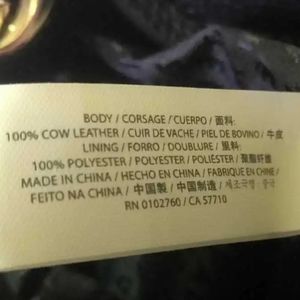 BODY / CORSAGE / CUERPO / 面料:
100% COW LEATHER / CUIR DE VACHE / PIEL DE BOVINO / 牛皮
LINING / FORRO / DOUBLURE / 里料:
100% POLYESTER / POLYESTER / POLIÉSTER / 聚酯纤维
MADE IN CHINA / HECHO EN CHINA / FABRIQUÉ EN CHINE /
FEITO NA CHINA / 中国製 / 中国制造 / 제조국명 : 중국
RN 0102760 / CA 57710